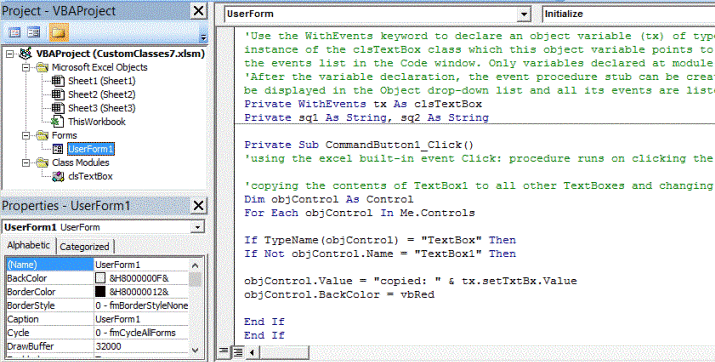 Project - VBAProject
VBAProject (CustomClasses7.xlsm)
Microsoft Excel Objects
Sheet1 (Sheet1)
Sheet2 (Sheet2)
Sheet3 (Sheet3)
ThisWorkbook
Forms
UserForm1
Class Modules
clsTextBox
Properties - UserForm1
UserForm1 UserForm
Alphabetic Categorized
(Name) UserForm1
BackColor &H8000000F&
BorderColor &H80000012&
BorderStyle 0 - fmBorderStyleNone
Caption UserForm1
Cycle 0 - fmCycleAllForms
DrawBuffer 32000
UserForm Initialize
'Use the WithEvents keyword to declare an object variable (tx) of typ
instance of the clsTextBox class which this object variable points to
the events list in the Code window. Only variables declared at module
'After the variable declaration, the event procedure stub can be crea
be displayed in the Object drop-down list and all its events are list
Private WithEvents tx As clsTextBox
Private sq1 As String, sq2 As String
Private Sub CommandButton1_Click()
'using the excel built-in event Click: procedure runs on clicking the
'copying the contents of TextBox1 to all other TextBoxes and changing
Dim objControl As Control
For Each objControl In Me.Controls
If TypeName(objControl) = "TextBox" Then
If Not objControl.Name = "TextBox1" Then
objControl.Value = "copied: " & tx.setTxtBx.Value
objControl.BackColor = vbRed
End If
End If